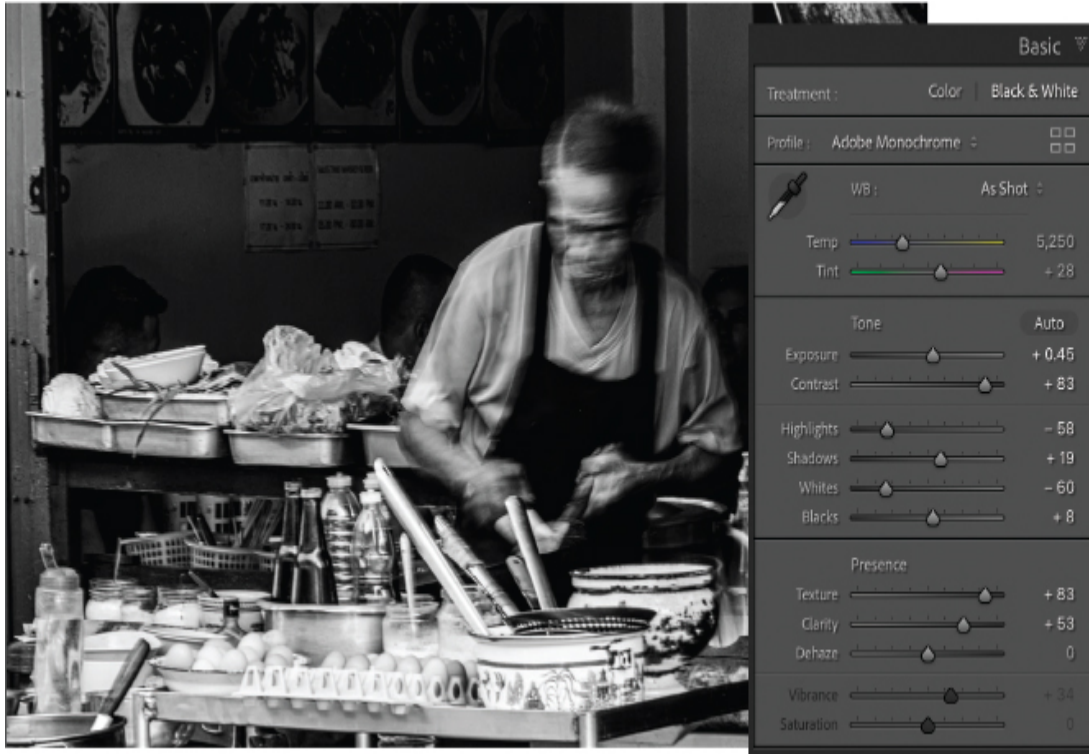 Basic
Treatment : Color | Black & White
Profile : Adobe Monochrome
WB : As Shot
Temp 5,250
Tint + 28
Tone Auto
Exposure + 0.45
Contrast + 83
Highlights - 58
Shadows + 19
Whites - 60
Blacks + 8
Presence
Texture + 83
Clarity + 53
Dehaze 0
Vibrance + 34
Saturation 0